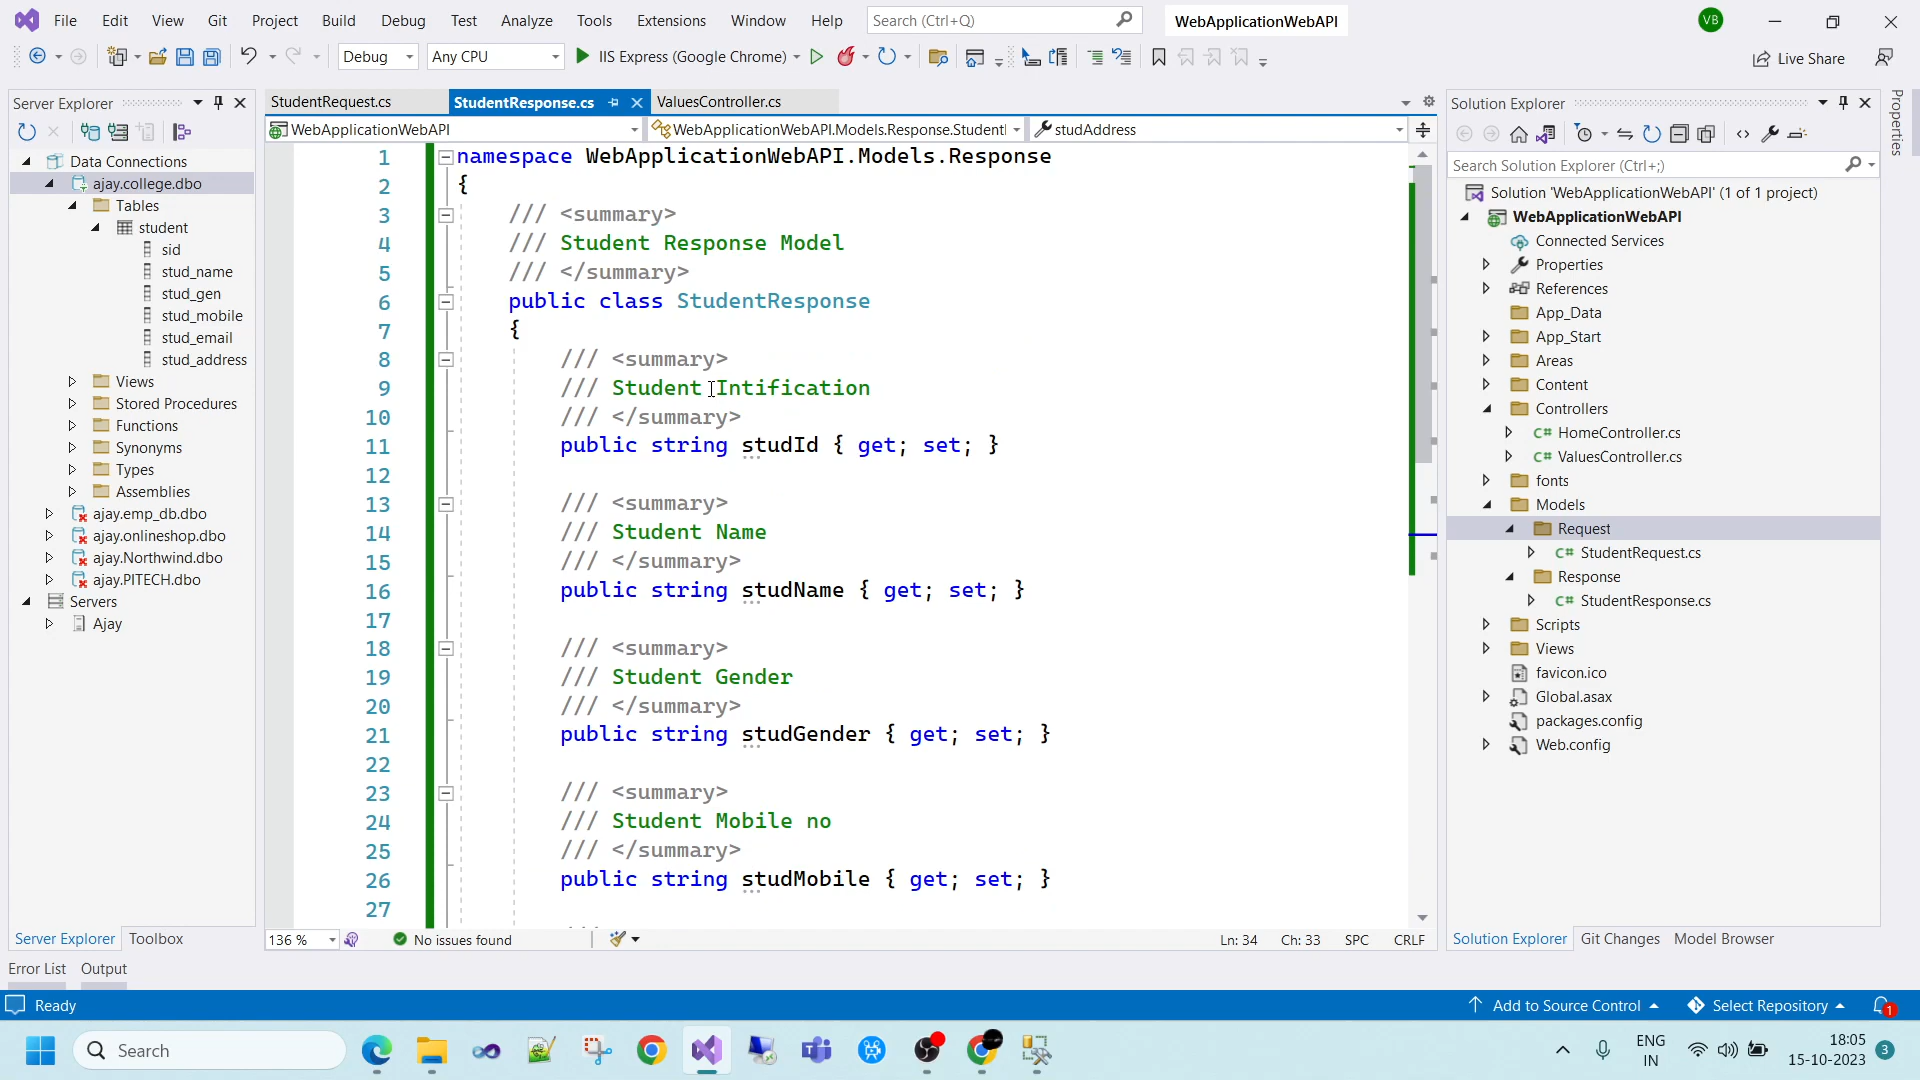 File Edit View Git Project Build Debug Test Analyze Tools Extensions Window Help Search (Ctrl+Q) WebApplicationWebAPI VB
Debug Any CPU IIS Express (Google Chrome) Live Share
Server Explorer
Data Connections
ajay.college.dbo
Tables
student
sid
stud_name
stud_gen
stud_mobile
stud_email
stud_address
Views
Stored Procedures
Functions
Synonyms
Types
Assemblies
ajay.emp_db.dbo
ajay.onlineshop.dbo
ajay.Northwind.dbo
ajay.PITECH.dbo
Servers
Ajay
Server Explorer Toolbox
StudentRequest.cs StudentResponse.cs ValuesController.cs
WebApplicationWebAPI WebApplicationWebAPI.Models.Response.Student studAddress
1 namespace WebApplicationWebAPI.Models.Response
2 {
3 /// <summary>
4 /// Student Response Model
5 /// </summary>
6 public class StudentResponse
7 {
8 /// <summary>
9 /// Student Intification
10 /// </summary>
11 public string studId { get; set; }
12
13 /// <summary>
14 /// Student Name
15 /// </summary>
16 public string studName { get; set; }
17
18 /// <summary>
19 /// Student Gender
20 /// </summary>
21 public string studGender { get; set; }
22
23 /// <summary>
24 /// Student Mobile no
25 /// </summary>
26 public string studMobile { get; set; }
27
136 % No issues found Ln: 34 Ch: 33 SPC CRLF
Solution Explorer
Search Solution Explorer (Ctrl+;)
Solution 'WebApplicationWebAPI' (1 of 1 project)
WebApplicationWebAPI
Connected Services
Properties
References
App_Data
App_Start
Areas
Content
Controllers
C# HomeController.cs
C# ValuesController.cs
fonts
Models
Request
C# StudentRequest.cs
Response
C# StudentResponse.cs
Scripts
Views
favicon.ico
Global.asax
packages.config
Web.config
Solution Explorer Git Changes Model Browser
Properties
Error List Output
Ready Add to Source Control Select Repository 1
Search ENG IN 18:05 15-10-2023 3